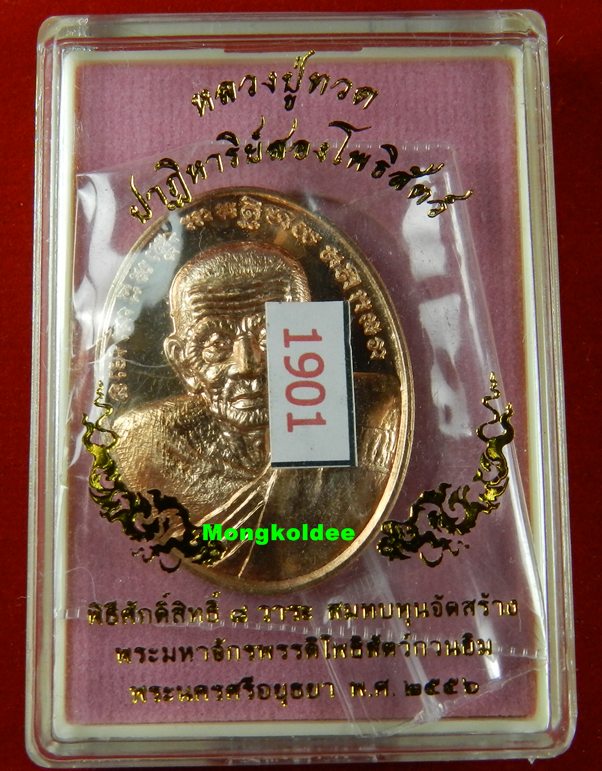 หลวงปู่ทวด
ปาฏิหาริย์สองโพธิสัตว์
1901
Mongkoldee
พิธีศักดิ์สิทธิ์ ๘ วาระ สมทบทุนจัดสร้าง
พระมหาจักรพรรดิโพธิสัตว์กวนอิม
พระนครศรีอยุธยา พ.ศ. ๒๕๕๖